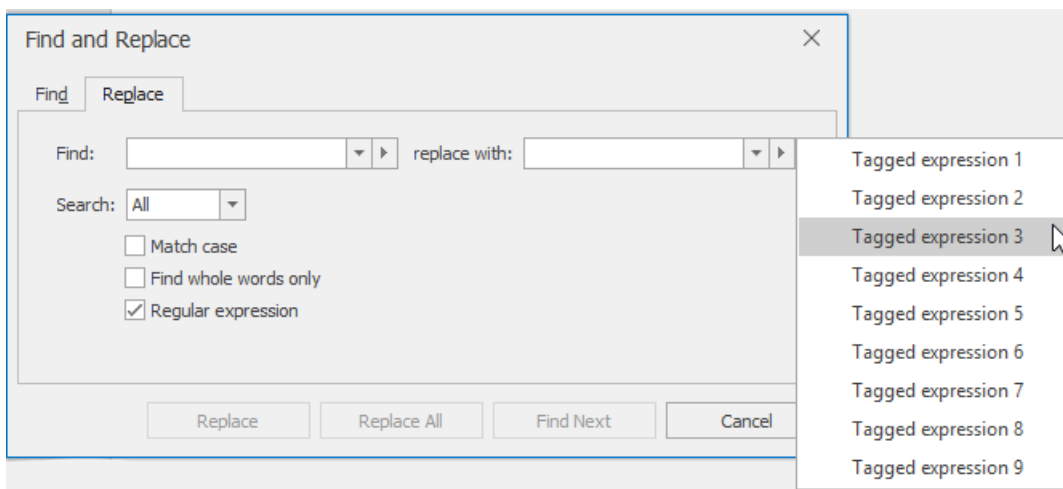 Find and Replace
Find Replace
Find: replace with:
Search: All
Match case
Find whole words only
Regular expression
Replace Replace All Find Next Cancel
Tagged expression 1
Tagged expression 2
Tagged expression 3
Tagged expression 4
Tagged expression 5
Tagged expression 6
Tagged expression 7
Tagged expression 8
Tagged expression 9